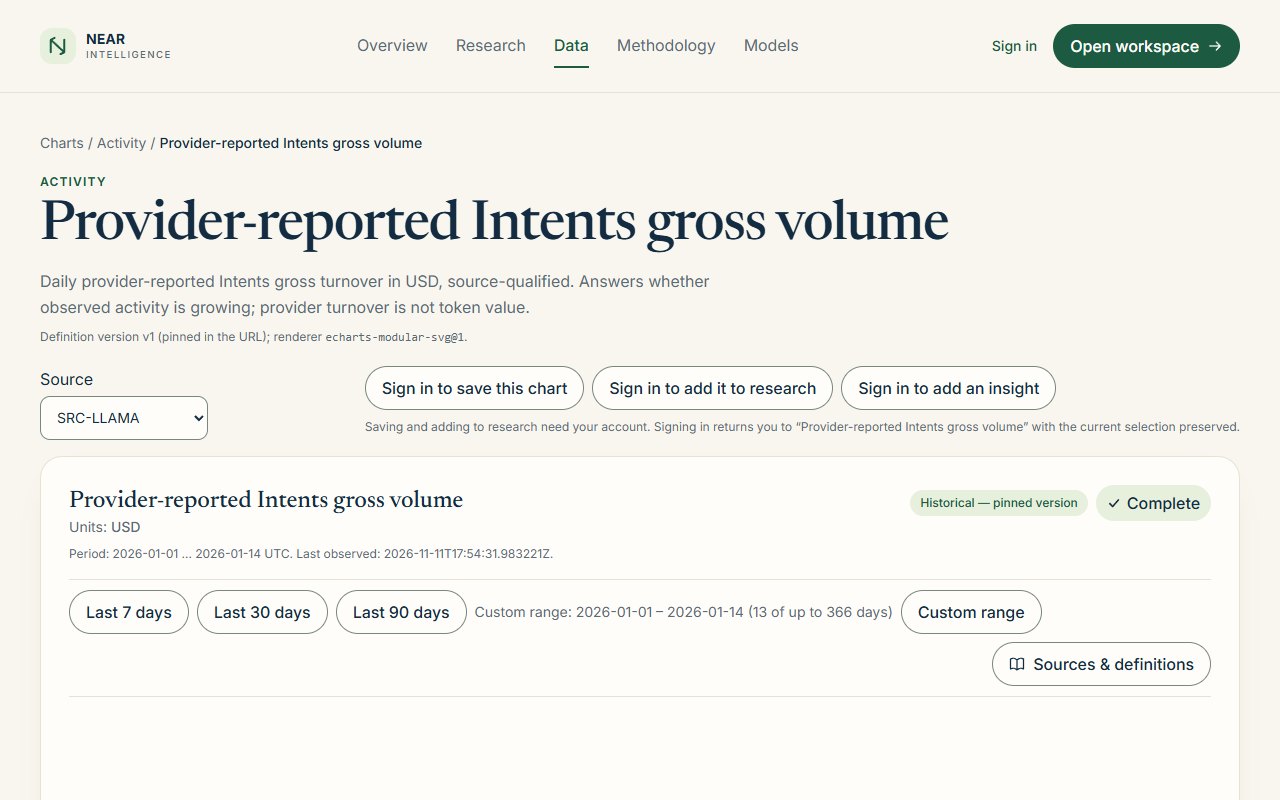 NEAR
INTELLIGENCE
Overview Research Data Methodology Models
Sign in
Open workspace →
Charts / Activity / Provider-reported Intents gross volume
ACTIVITY
Provider-reported Intents gross volume
Daily provider-reported Intents gross turnover in USD, source-qualified. Answers whether
observed activity is growing; provider turnover is not token value.
Definition version v1 (pinned in the URL); renderer echarts-modular-svg@1.
Source
SRC-LLAMA
Sign in to save this chart
Sign in to add it to research
Sign in to add an insight
Saving and adding to research need your account. Signing in returns you to “Provider-reported Intents gross volume” with the current selection preserved.
Provider-reported Intents gross volume
Historical — pinned version
Complete
Units: USD
Period: 2026-01-01 … 2026-01-14 UTC. Last observed: 2026-11-11T17:54:31.983221Z.
Last 7 days
Last 30 days
Last 90 days
Custom range: 2026-01-01 – 2026-01-14 (13 of up to 366 days)
Custom range
Sources & definitions